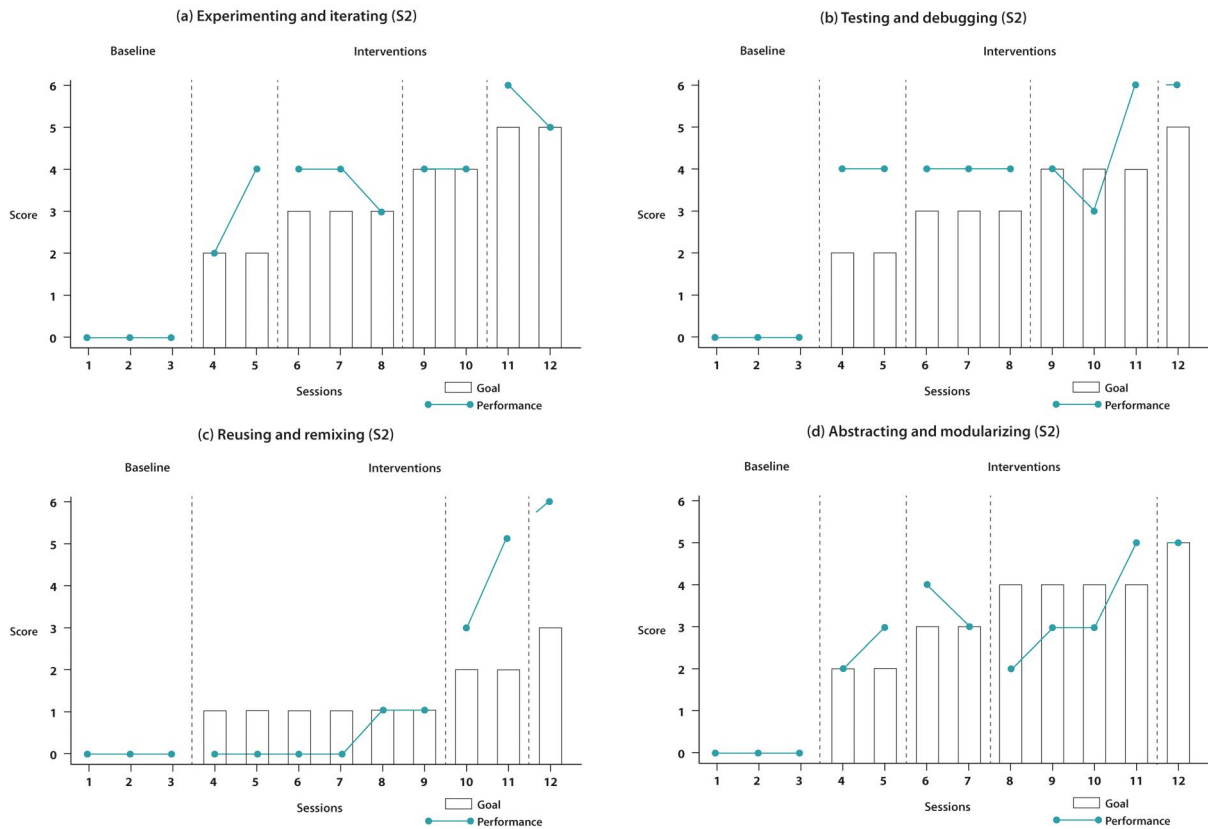 (a) Experimenting and iterating (S2)
Baseline Interventions
6
5
4
3
2
1
0
Score
1 2 3 4 5 6 7 8 9 10 11 12
Sessions
Goal
Performance
(b) Testing and debugging (S2)
Baseline Interventions
6
5
4
3
2
1
0
Score
1 2 3 4 5 6 7 8 9 10 11 12
Sessions
Goal
Performance
(c) Reusing and remixing (S2)
Baseline Interventions
6
5
4
3
2
1
0
Score
1 2 3 4 5 6 7 8 9 10 11 12
Sessions
Goal
Performance
(d) Abstracting and modularizing (S2)
Baseline Interventions
6
5
4
3
2
1
0
Score
1 2 3 4 5 6 7 8 9 10 11 12
Sessions
Goal
Performance